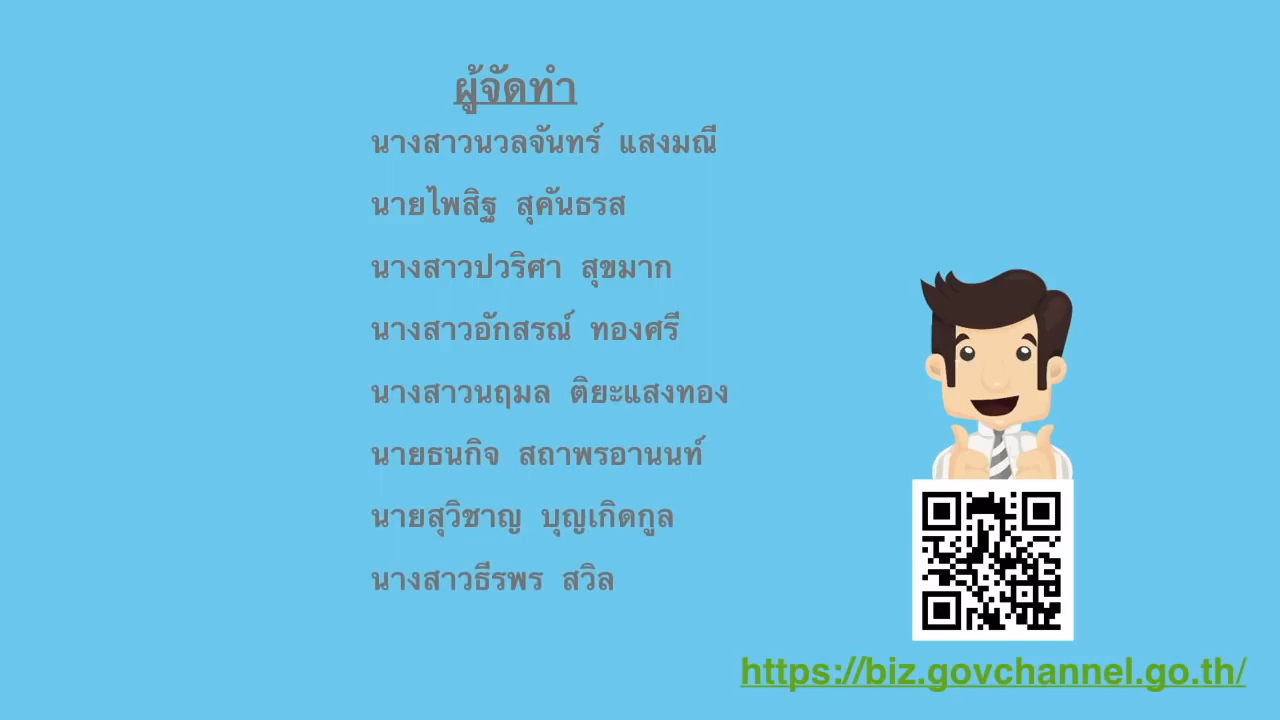 ผู้จัดทำ
นางสาวนวลจันทร์ แสงมณี
นายไพสิฐ สุคันธรส
นางสาวปวริศา สุขมาก
นางสาวอักสรณ์ ทองศรี
นางสาวนฤมล ติยะแสงทอง
นายธนกิจ สถาพรอานนท์
นายสุวิชาญ บุญเกิดกูล
นางสาวธีรพร สวิล
https://biz.govchannel.go.th/